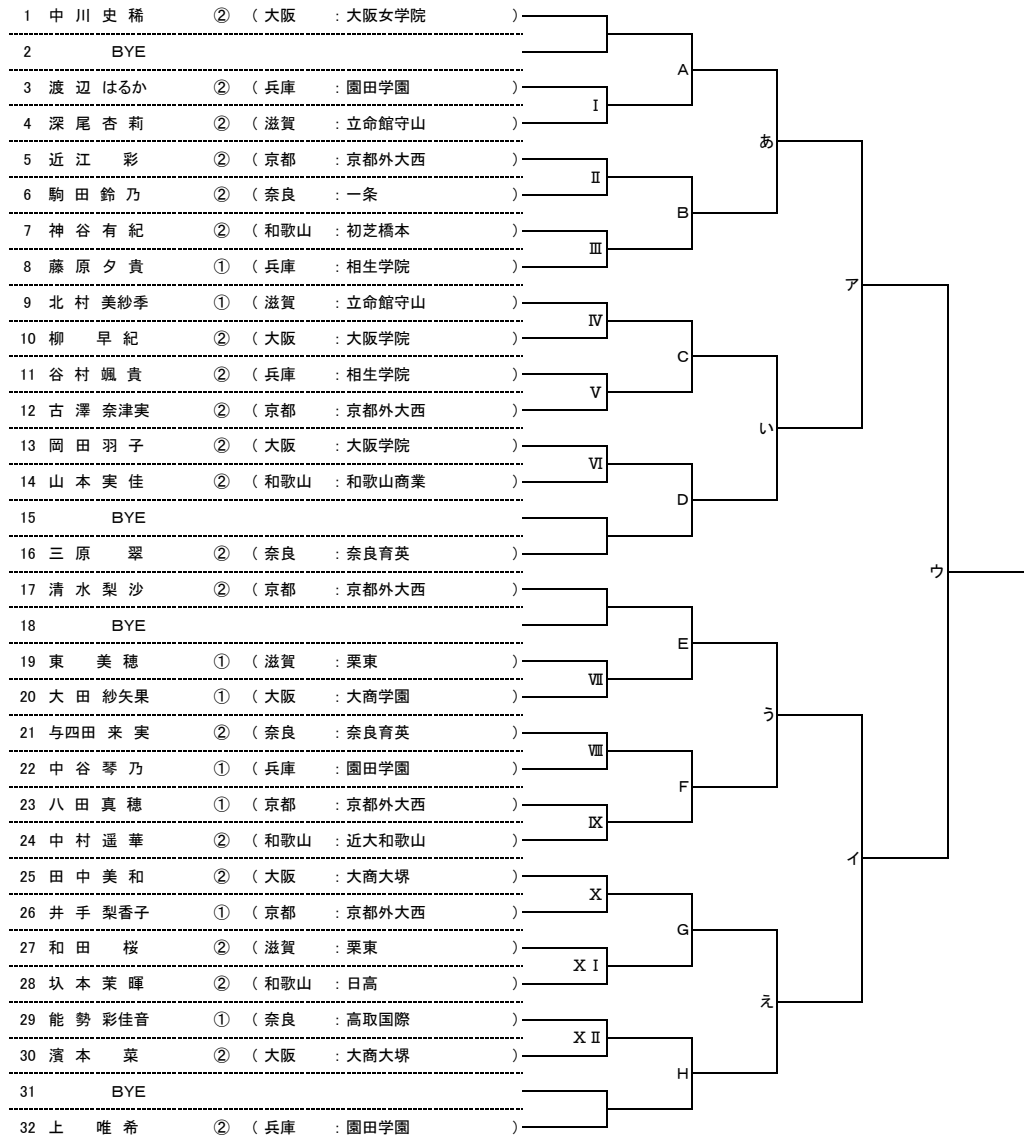 1 中 川 史 稀 ② ( 大阪 : 大阪女学院 )
2 BYE
A
3 渡 辺 はるか ② ( 兵庫 : 園田学園 )
Ⅰ
4 深 尾 杏 莉 ② ( 滋賀 : 立命館守山 )
あ
5 近 江 彩 ② ( 京都 : 京都外大西 )
Ⅱ
6 駒 田 鈴 乃 ② ( 奈良 : 一条 )
B
7 神 谷 有 紀 ② ( 和歌山 : 初芝橋本 )
Ⅲ
8 藤 原 夕 貴 ① ( 兵庫 : 相生学院 )
ア
9 北 村 美紗季 ① ( 滋賀 : 立命館守山 )
Ⅳ
10 柳 早 紀 ② ( 大阪 : 大阪学院 )
C
11 谷 村 颯 貴 ② ( 兵庫 : 相生学院 )
Ⅴ
12 古 澤 奈津実 ② ( 京都 : 京都外大西 )
い
13 岡 田 羽 子 ② ( 大阪 : 大阪学院 )
Ⅵ
14 山 本 実 佳 ② ( 和歌山 : 和歌山商業 )
D
15 BYE
16 三 原 翠 ② ( 奈良 : 奈良育英 )
ウ
17 清 水 梨 沙 ② ( 京都 : 京都外大西 )
18 BYE
E
19 東 美 穂 ① ( 滋賀 : 栗東 )
Ⅶ
20 大 田 紗矢果 ① ( 大阪 : 大商学園 )
う
21 与四田 来 実 ② ( 奈良 : 奈良育英 )
Ⅷ
22 中 谷 琴 乃 ① ( 兵庫 : 園田学園 )
F
23 八 田 真 穂 ① ( 京都 : 京都外大西 )
Ⅸ
24 中 村 遥 華 ② ( 和歌山 : 近大和歌山 )
イ
25 田 中 美 和 ② ( 大阪 : 大商大堺 )
Ⅹ
26 井 手 梨香子 ① ( 京都 : 京都外大西 )
G
27 和 田 桜 ② ( 滋賀 : 栗東 )
ⅩⅠ
28 圦 本 茉 暉 ② ( 和歌山 : 日高 )
え
29 能 勢 彩佳音 ① ( 奈良 : 高取国際 )
ⅩⅡ
30 濱 本 菜 ② ( 大阪 : 大商大堺 )
H
31 BYE
32 上 唯 希 ② ( 兵庫 : 園田学園 )